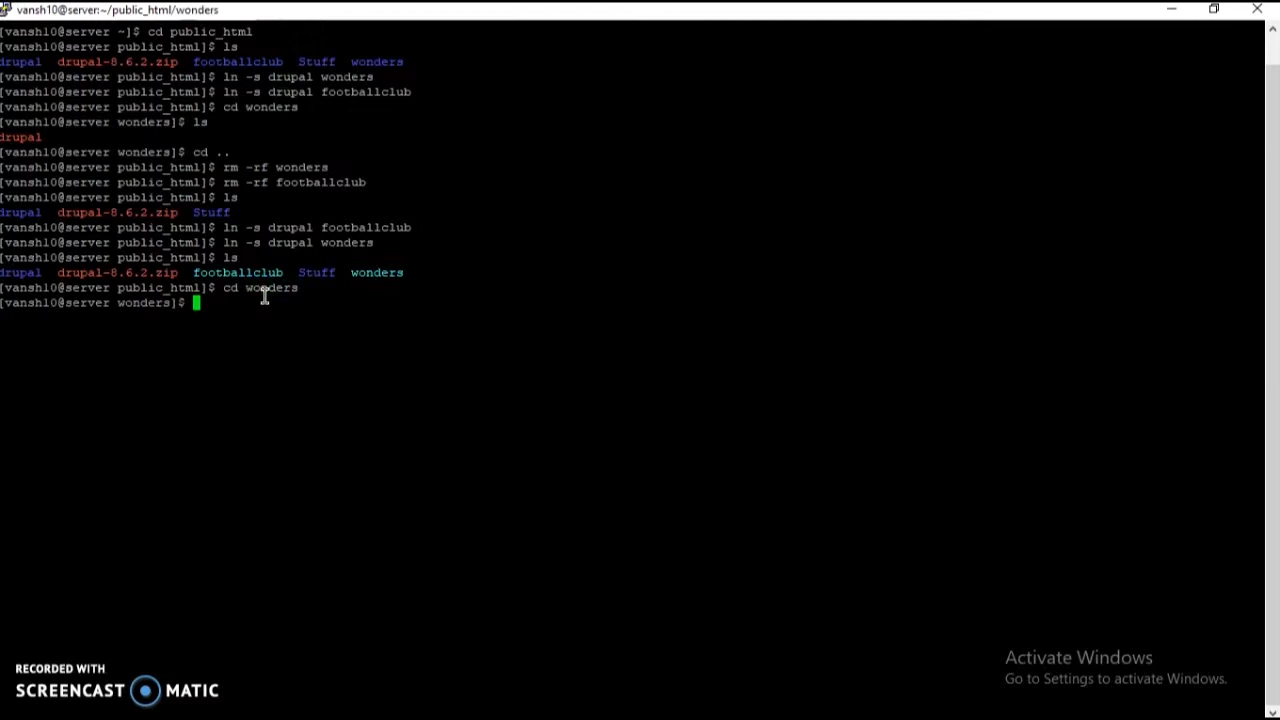 vansh10@server:~/public_html/wonders
[vansh10@server ~]$ cd public_html
[vansh10@server public_html]$ ls
drupal  drupal-8.6.2.zip  footballclub  Stuff  wonders
[vansh10@server public_html]$ ln -s drupal wonders
[vansh10@server public_html]$ ln -s drupal footballclub
[vansh10@server public_html]$ cd wonders
[vansh10@server wonders]$ ls
drupal
[vansh10@server wonders]$ cd ..
[vansh10@server public_html]$ rm -rf wonders
[vansh10@server public_html]$ rm -rf footballclub
[vansh10@server public_html]$ ls
drupal  drupal-8.6.2.zip  Stuff
[vansh10@server public_html]$ ln -s drupal footballclub
[vansh10@server public_html]$ ln -s drupal wonders
[vansh10@server public_html]$ ls
drupal  drupal-8.6.2.zip  footballclub  Stuff  wonders
[vansh10@server public_html]$ cd wonders
[vansh10@server wonders]$
Activate Windows
Go to Settings to activate Windows.
RECORDED WITH
SCREENCAST MATIC